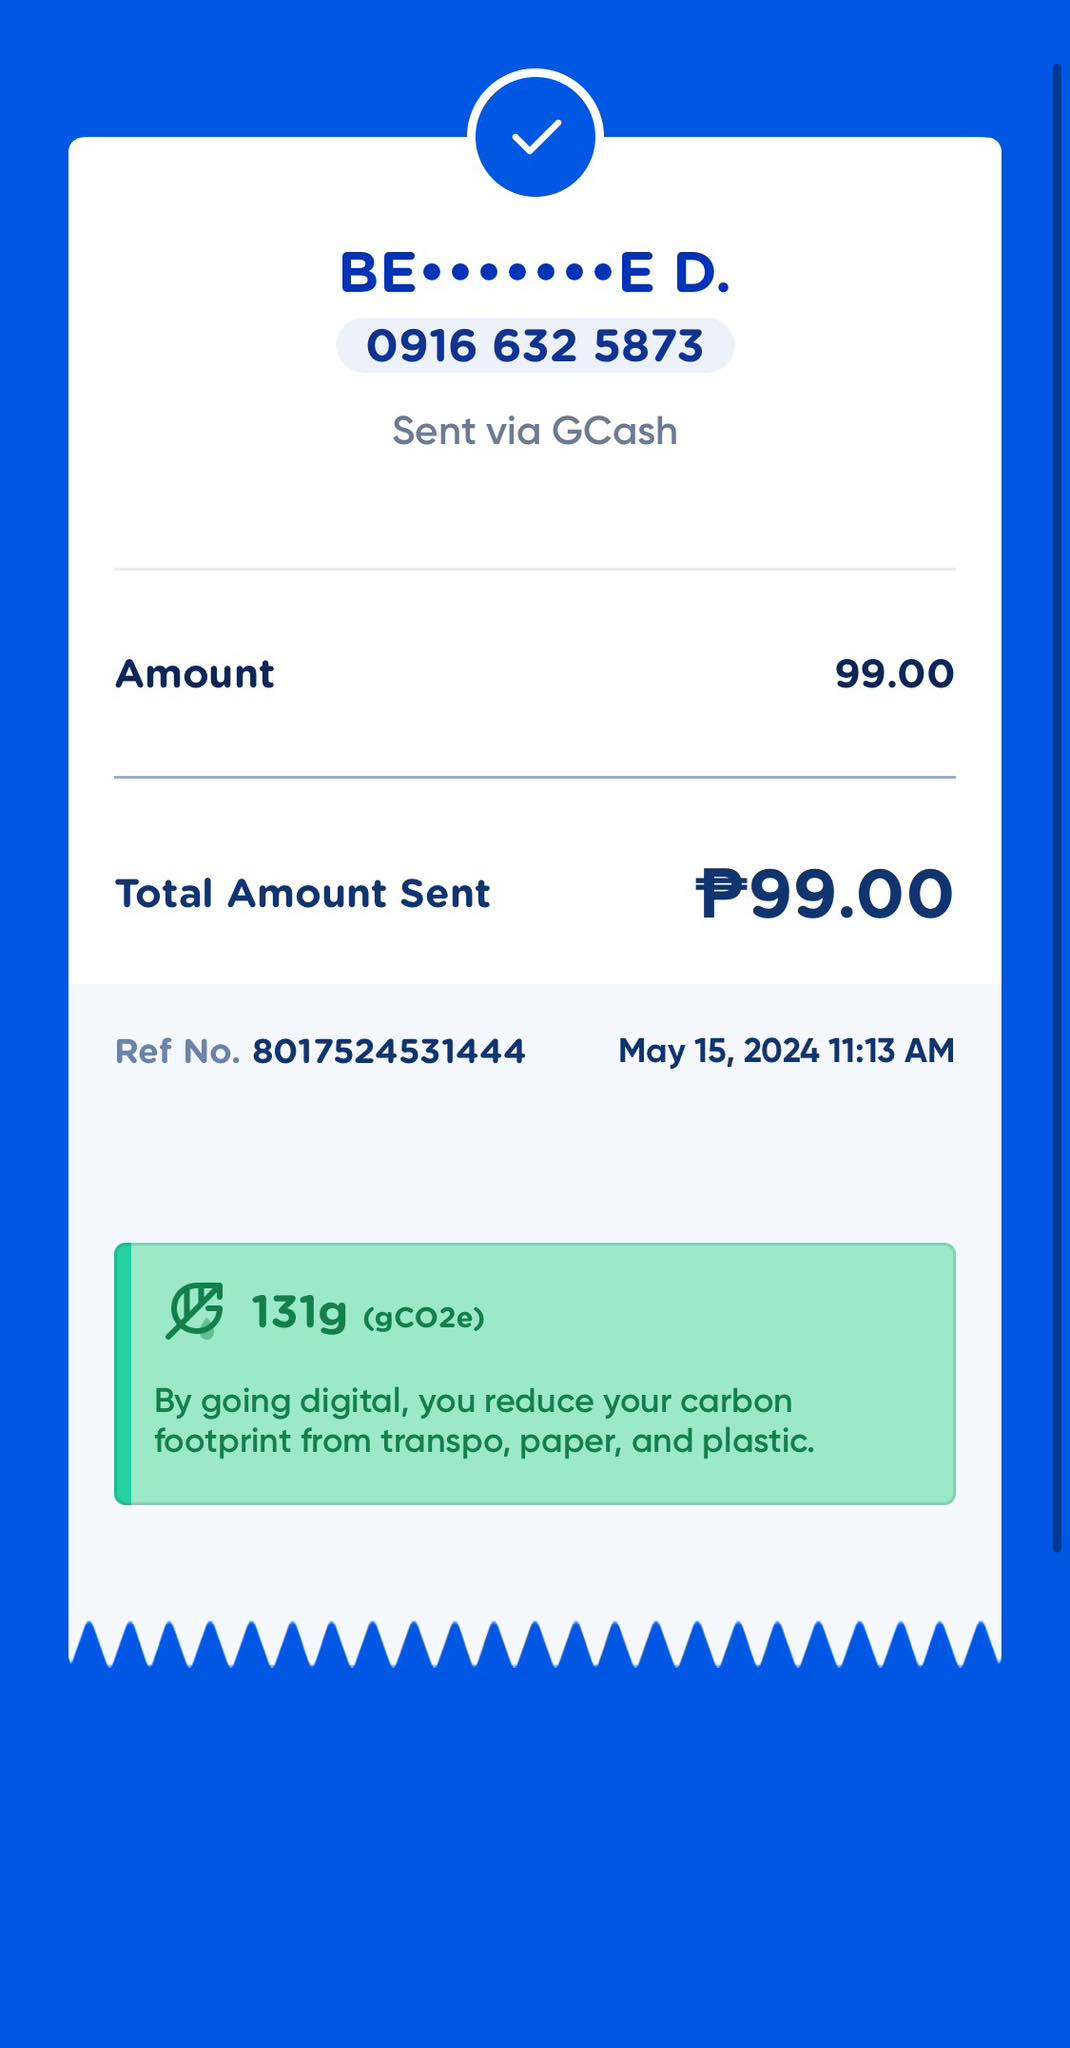 BE•••••••E D.
0916 632 5873
Sent via GCash
Amount 99.00
Total Amount Sent ₱99.00
Ref No. 8017524531444 May 15, 2024 11:13 AM
131g (gCO2e)
By going digital, you reduce your carbon
footprint from transpo, paper, and plastic.